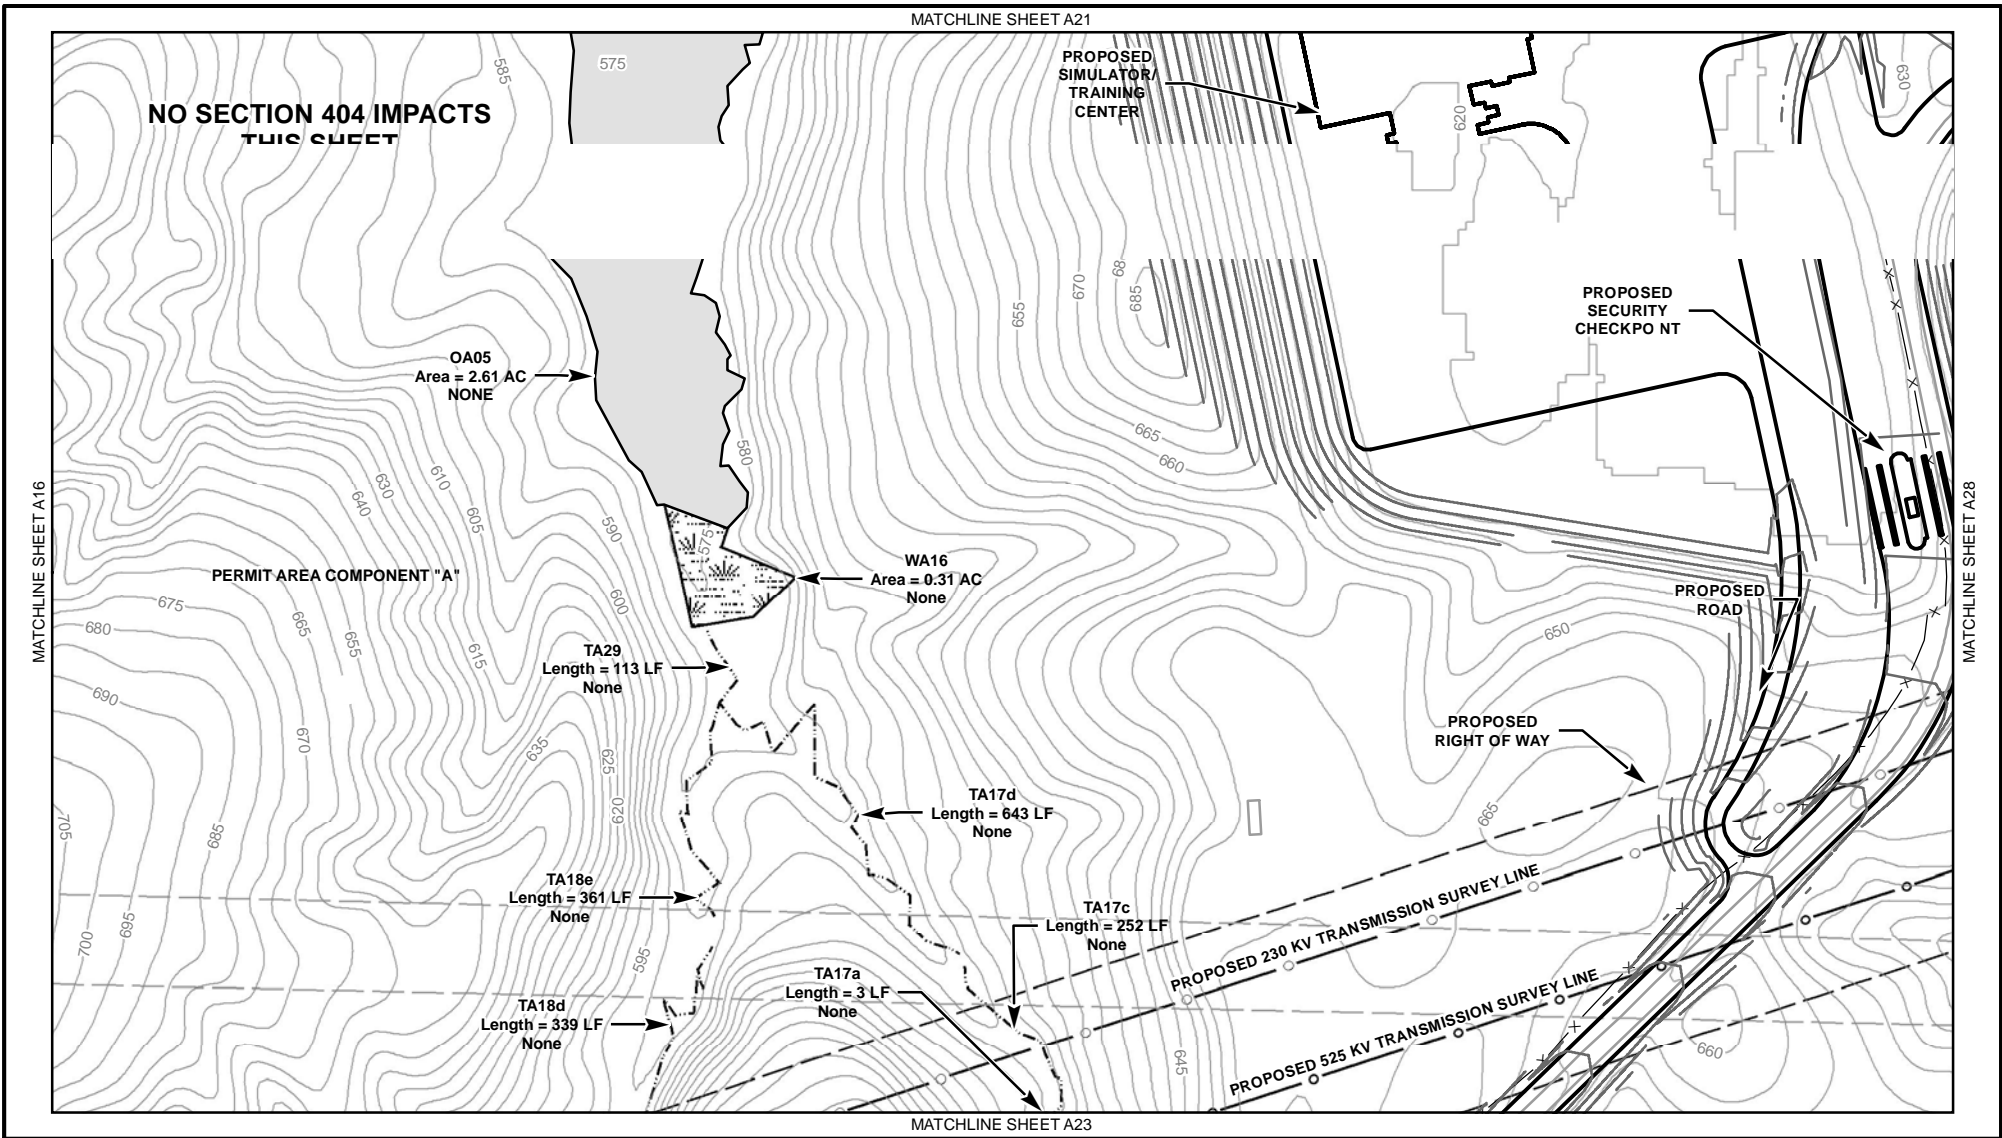 MATCHLINE SHEET A21
575
585
PROPOSED
SIMULATOR/
TRAINING
CENTER
620
630
NO SECTION 404 IMPACTS
THIS SHEET
68
670
685
655
PROPOSED
SECURITY
CHECKPO NT
OA05
Area = 2.61 AC
NONE
665
660
580
610
630
640
605
590
575
MATCHLINE SHEET A16
MATCHLINE SHEET A28
WA16
Area = 0.31 AC
None
PERMIT AREA COMPONENT "A"
600
675
680
665
655
615
PROPOSED
ROAD
650
TA29
Length = 113 LF
None
690
670
635
625
620
PROPOSED
RIGHT OF WAY
705
685
665
TA17d
Length = 643 LF
None
TA18e
Length = 361 LF
None
TA17c
Length = 252 LF
None
PROPOSED 230 KV TRANSMISSION SURVEY LINE
700
695
595
TA17a
Length = 3 LF
None
PROPOSED 525 KV TRANSMISSION SURVEY LINE
TA18d
Length = 339 LF
None
645
660
MATCHLINE SHEET A23